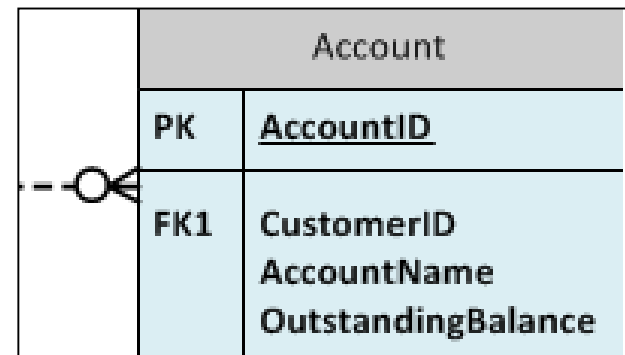 Account
PK AccountID
FK1 CustomerID
AccountName
OutstandingBalance